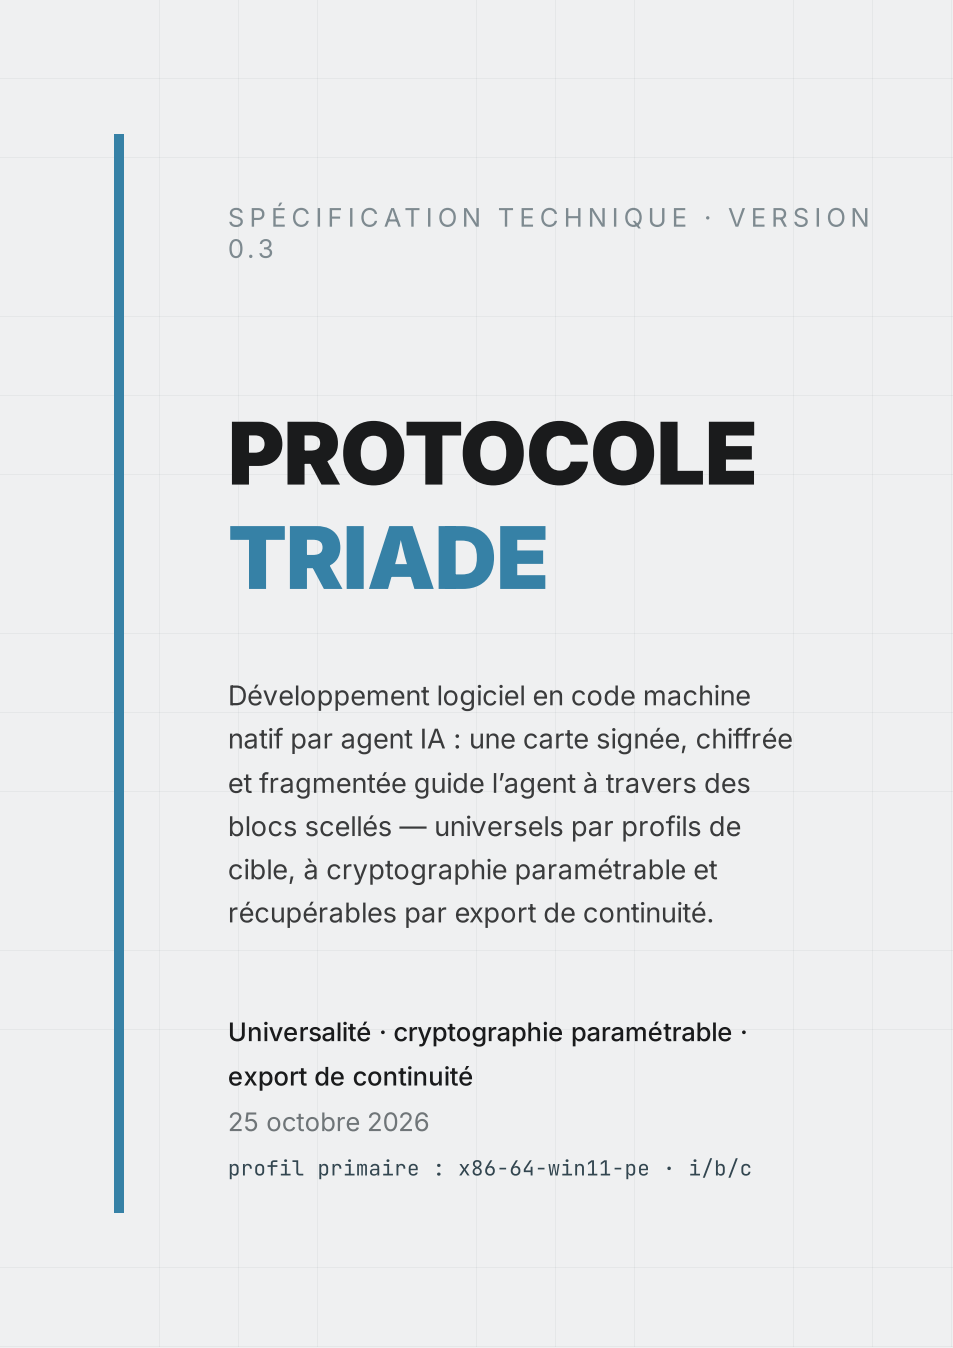 SPÉCIFICATION TECHNIQUE · VERSION
0.3
PROTOCOLE
TRIADE
Développement logiciel en code machine
natif par agent IA : une carte signée, chiffrée
et fragmentée guide l’agent à travers des
blocs scellés — universels par profils de
cible, à cryptographie paramétrable et
récupérables par export de continuité.
Universalité · cryptographie paramétrable ·
export de continuité
25 octobre 2026
profil primaire : x86-64-win11-pe · i/b/c